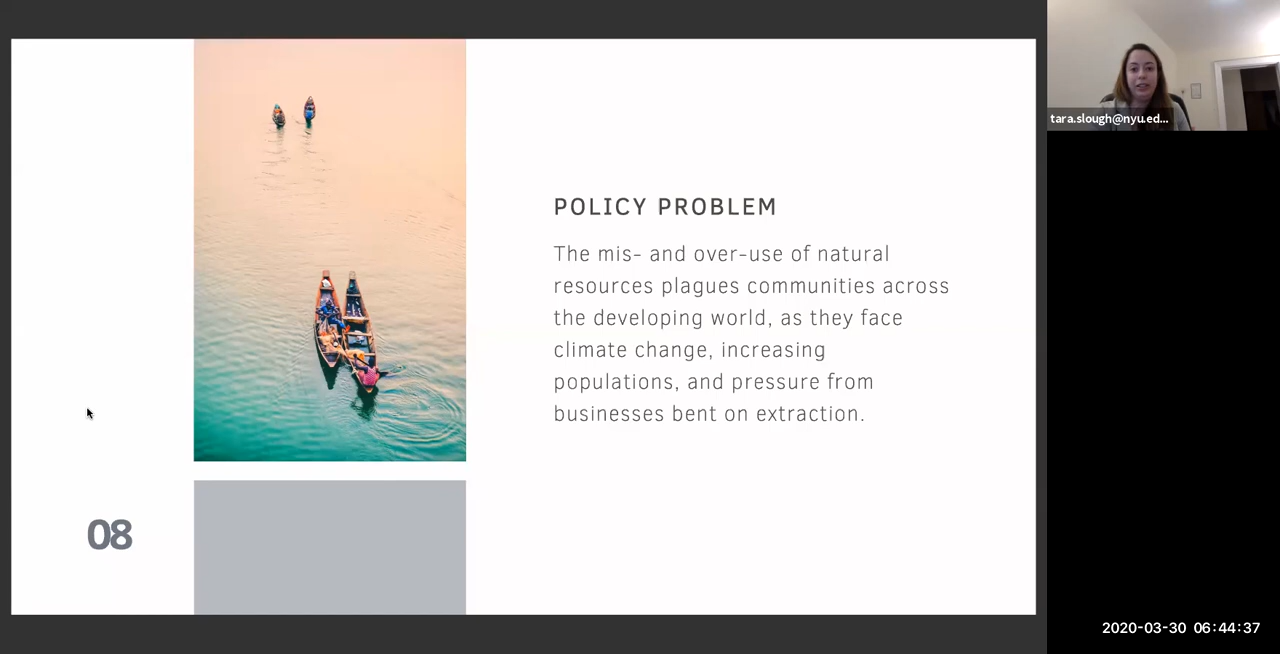 POLICY PROBLEM
The mis- and over-use of natural
resources plagues communities across
the developing world, as they face
climate change, increasing
populations, and pressure from
businesses bent on extraction.
08
tara.slough@nyu.ed...
2020-03-30 06:44:37